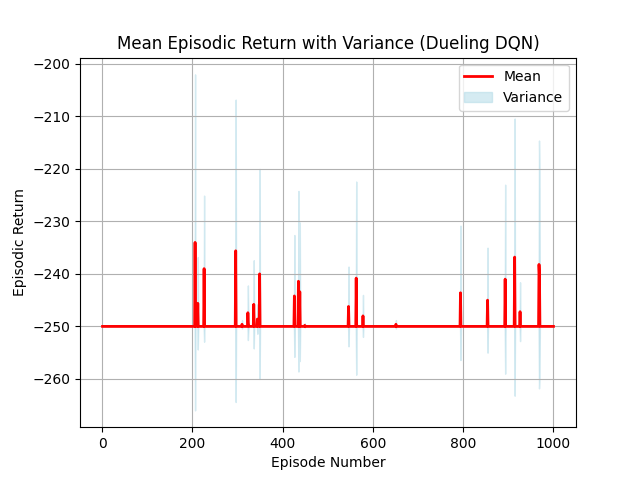 Mean Episodic Return with Variance (Dueling DQN)
Mean
Variance
−200
−210
−220
−230
−240
−250
−260
Episodic Return
0 200 400 600 800 1000
Episode Number